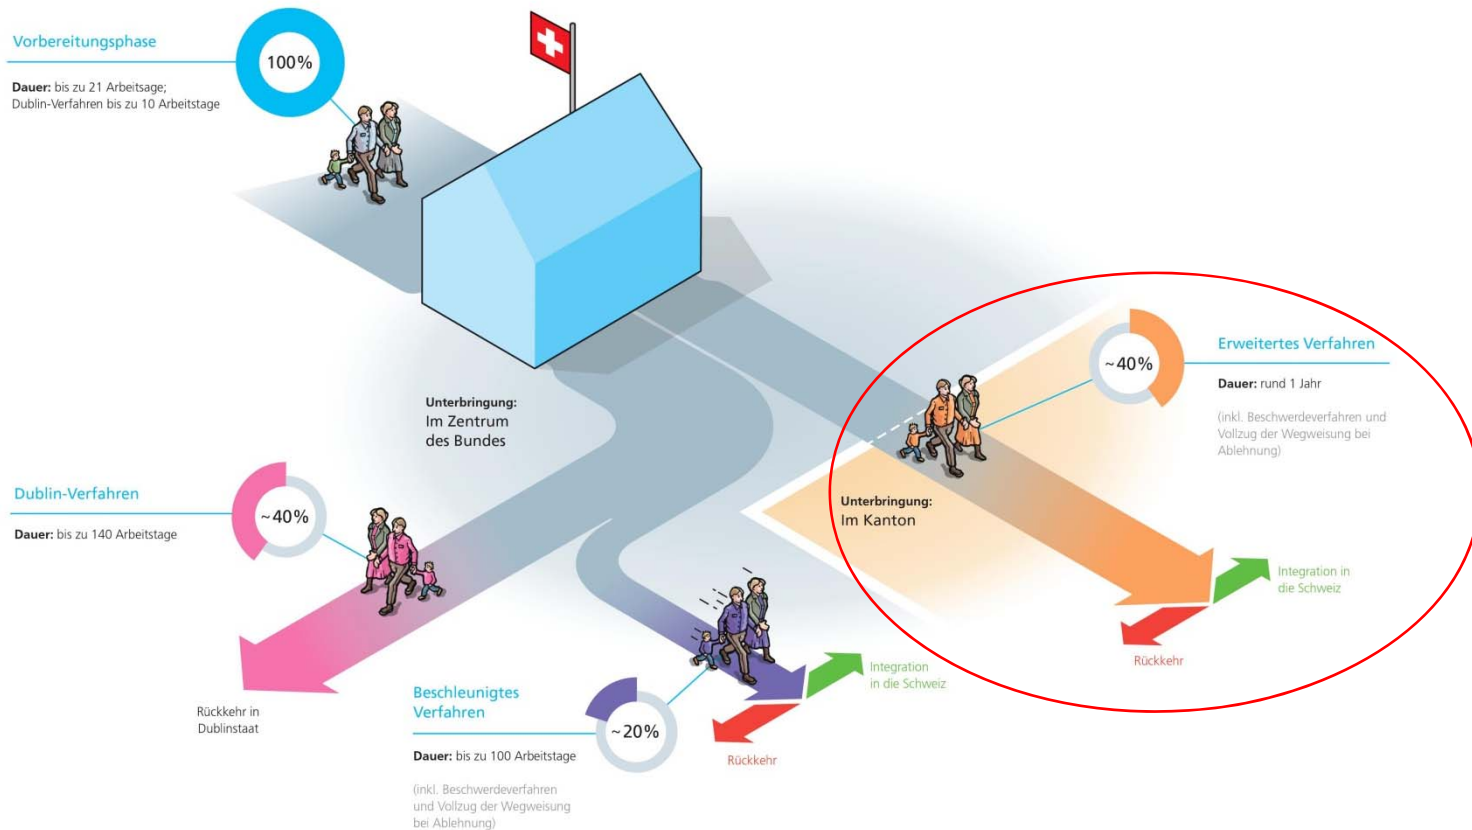 Vorbereitungsphase
100%
Dauer: bis zu 21 Arbeitsage;
Dublin-Verfahren bis zu 10 Arbeitstage
Erweitertes Verfahren
~40%
Dauer: rund 1 Jahr
(inkl. Beschwerdeverfahren und
Vollzug der Wegweisung bei
Ablehnung)
Unterbringung:
Im Zentrum
des Bundes
Unterbringung:
Im Kanton
Dublin-Verfahren
~40%
Dauer: bis zu 140 Arbeitstage
Integration in
die Schweiz
Rückkehr
Rückkehr in
Dublinstaat
Beschleunigtes
Verfahren
~20%
Dauer: bis zu 100 Arbeitstage
(inkl. Beschwerdeverfahren
und Vollzug der Wegweisung
bei Ablehnung)
Integration
in die Schweiz
Rückkehr